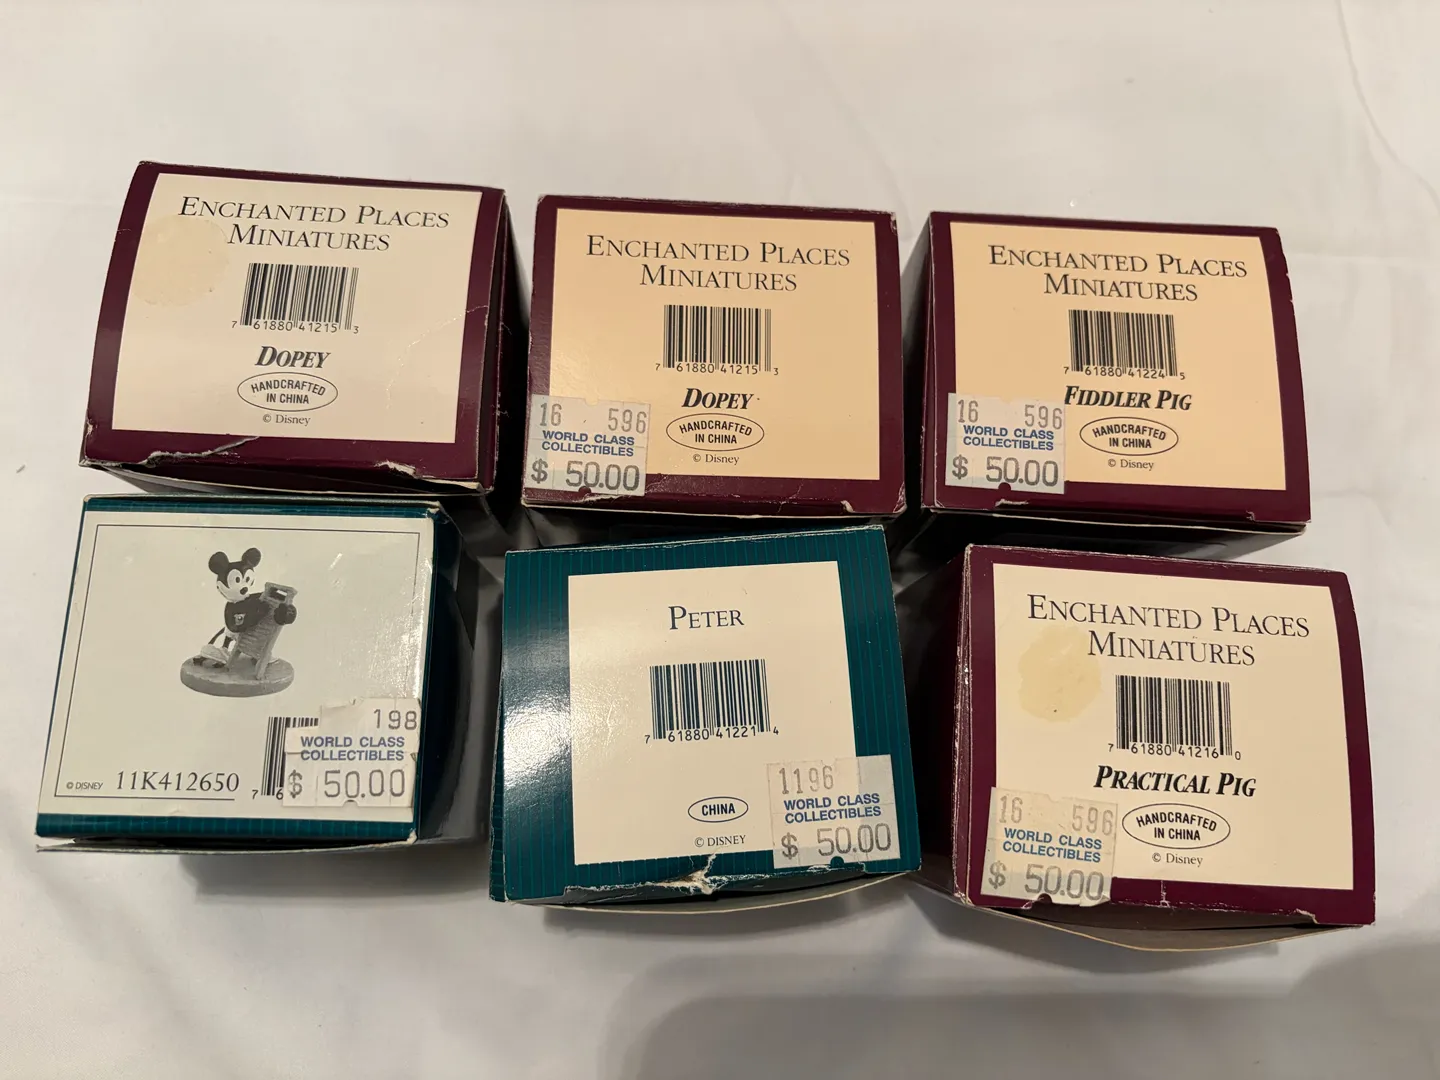 ENCHANTED PLACES
MINIATURES
7 61880 41215 3
DOPEY
HANDCRAFTED
IN CHINA
© Disney
ENCHANTED PLACES
MINIATURES
7 61880 41215 3
DOPEY
HANDCRAFTED
IN CHINA
© Disney
16 596
WORLD CLASS
COLLECTIBLES
$ 50.00
ENCHANTED PLACES
MINIATURES
7 61880 41224 5
FIDDLER PIG
HANDCRAFTED
IN CHINA
© Disney
16 596
WORLD CLASS
COLLECTIBLES
$ 50.00
© DISNEY 11K412650
7 6
198
WORLD CLASS
COLLECTIBLES
$ 50.00
PETER
7 61880 41221 4
CHINA
© DISNEY
1196
WORLD CLASS
COLLECTIBLES
$ 50.00
ENCHANTED PLACES
MINIATURES
7 61880 41216 0
PRACTICAL PIG
HANDCRAFTED
IN CHINA
© Disney
16 596
WORLD CLASS
COLLECTIBLES
$ 50.00